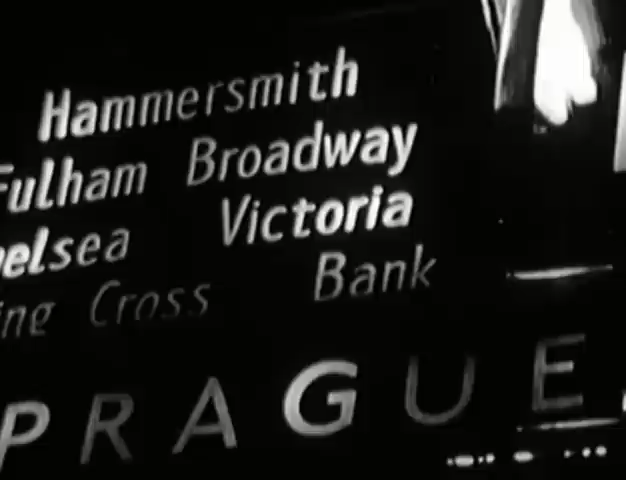 Hammersmith
Fulham Broadway
elsea Victoria
ing Cross Bank
PRAGUE